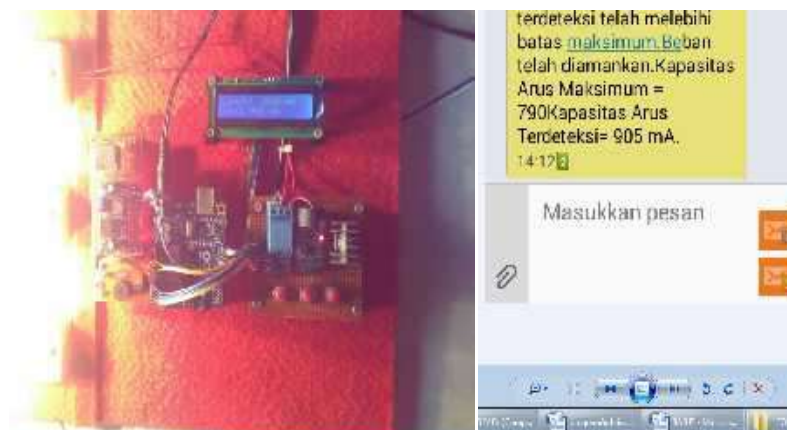 terdeteksi telah melebihi
batas maksimum.Beban
telah diamankan.Kapasitas
Arus Maksimum =
790Kapasitas Arus
Terdeteksi= 905 mA.
14:12
Masukkan pesan